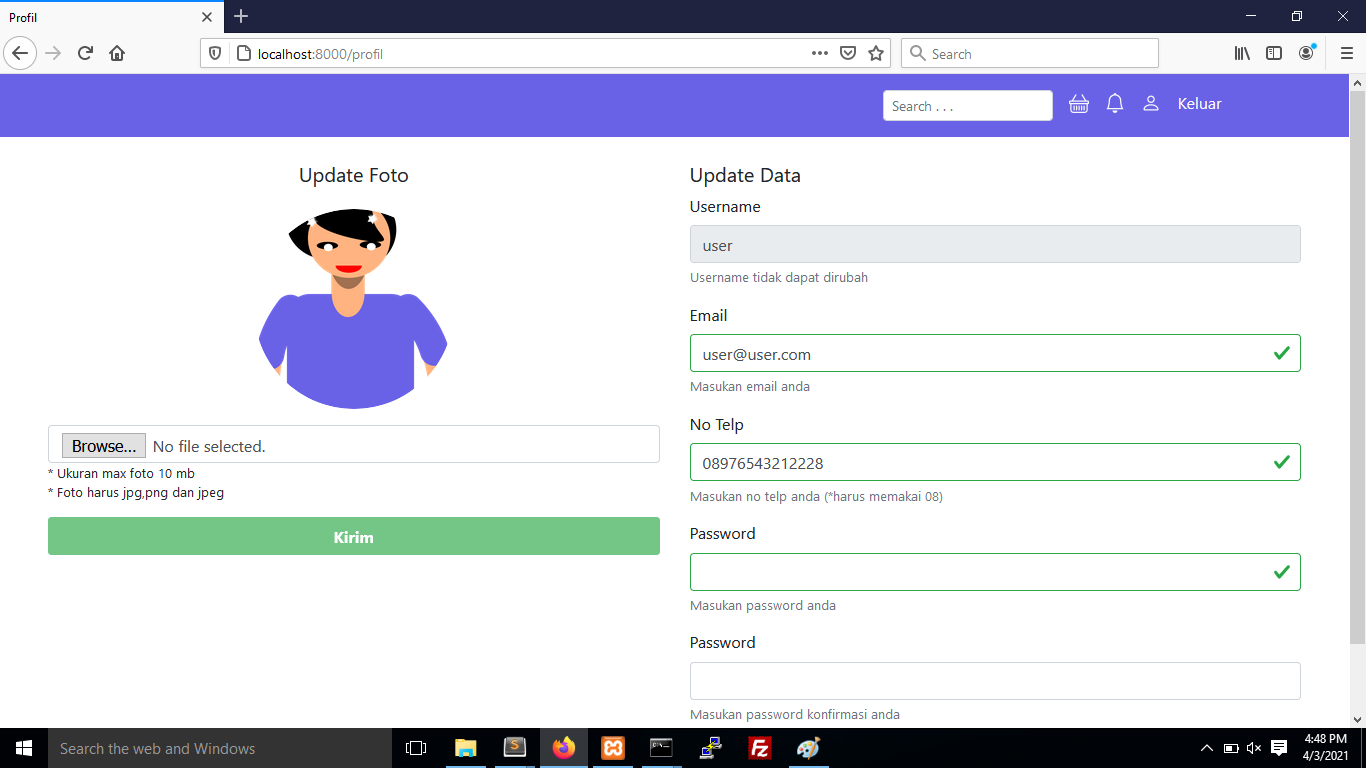 Profil
localhost:8000/profil
Search
Search . . .
Keluar
Update Foto
Browse...
No file selected.
* Ukuran max foto 10 mb
* Foto harus jpg,png dan jpeg
Kirim
Update Data
Username
user
Username tidak dapat dirubah
Email
user@user.com
Masukan email anda
No Telp
08976543212228
Masukan no telp anda (*harus memakai 08)
Password
Masukan password anda
Password
Masukan password konfirmasi anda
Search the web and Windows
4:48 PM
4/3/2021